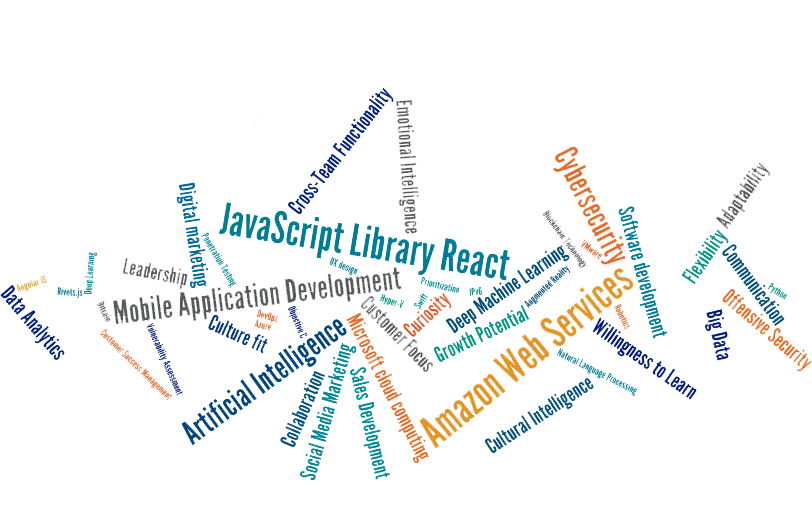 Cross-Team Functionality
Emotional Intelligence
Cybersecurity
Adaptability
Digital marketing
JavaScript Library React
Software development
Blockchain Technology
VMware
Flexibility
Communication
Penetration Testing
UX design
Leadership
Mobile Application Development
Deep Learning
Angular JS
Rivets.js
Data Analytics
Bitcoin
Customer Success Management
Vulnerability Assessment
Culture fit
DevOps
Azure
Objective C
Hyper-V
Prioritization
Swift
IPv6
Curiosity
Customer Focus
Deep Machine Learning
Augmented Reality
Growth Potential
Amazon Web Services
Robotics
Willingness to Learn
Python
Offensive Security
Big Data
Artificial Intelligence
Microsoft cloud computing
Collaboration
Social Media Marketing
Sales Development
Natural Language Processing
Cultural Intelligence